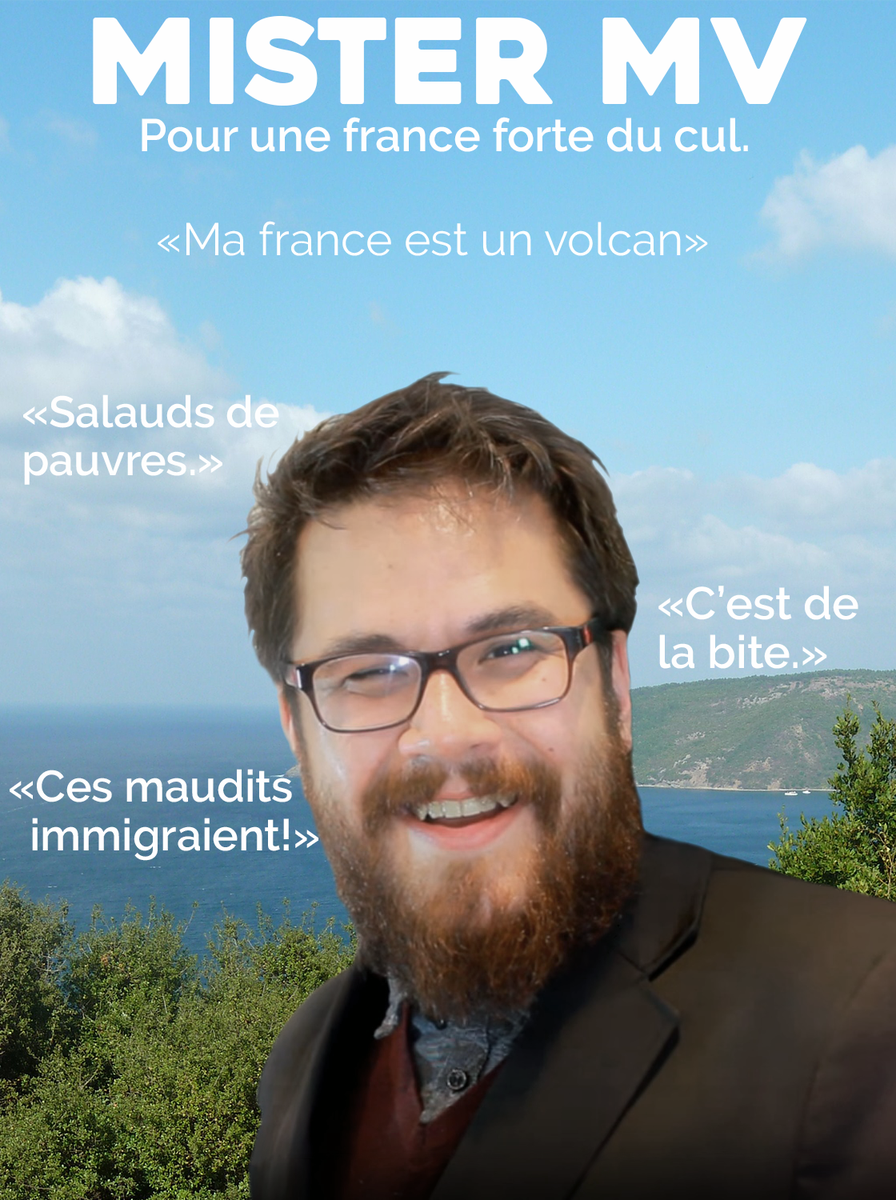 MISTER MV
Pour une france forte du cul.
«Ma france est un volcan»
«Salauds de
pauvres.»
«C’est de
la bite.»
«Ces maudits
immigraient!»